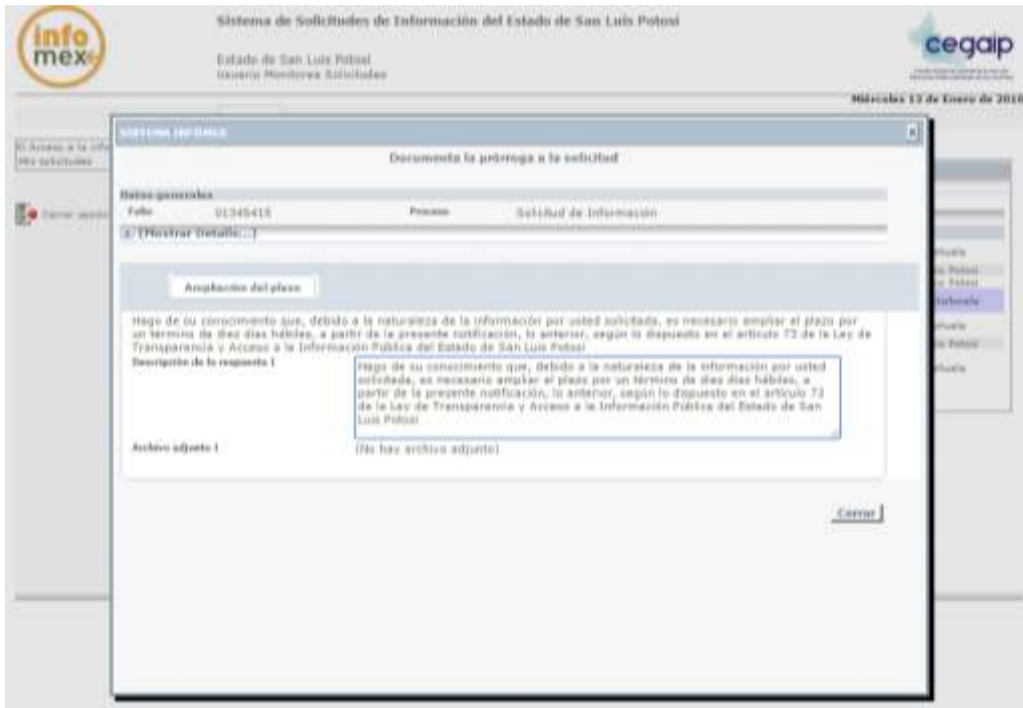 info
mex
Sistema de Solicitudes de Información del Estado de San Luis Potosí
Estado de San Luis Potosí
Usuario Monitorea Solicitudes
cegaip
Miércoles 13 de Enero de 2016
SISTEMA INFOMEX
Documenta la prórroga a la solicitud
Mis solicitudes
Cerrar
Datos generales
Folio 01345415 Proceso Solicitud de Información
[Mostrar Detalle...]
Ampliación del plazo
Hago de su conocimiento que, debido a la naturaleza de la información por usted solicitada, es necesario ampliar el plazo por
un término de diez días hábiles, a partir de la presente notificación, lo anterior, según lo dispuesto en el artículo 73 de la Ley de
Transparencia y Acceso a la Información Pública del Estado de San Luis Potosí
Descripción de la respuesta 1
Hago de su conocimiento que, debido a la naturaleza de la información por usted
solicitada, es necesario ampliar el plazo por un término de diez días hábiles, a
partir de la presente notificación, lo anterior, según lo dispuesto en el artículo 73
de la Ley de Transparencia y Acceso a la Información Pública del Estado de San
Luis Potosí
Archivo adjunto 1 (No hay archivo adjunto)
Cerrar